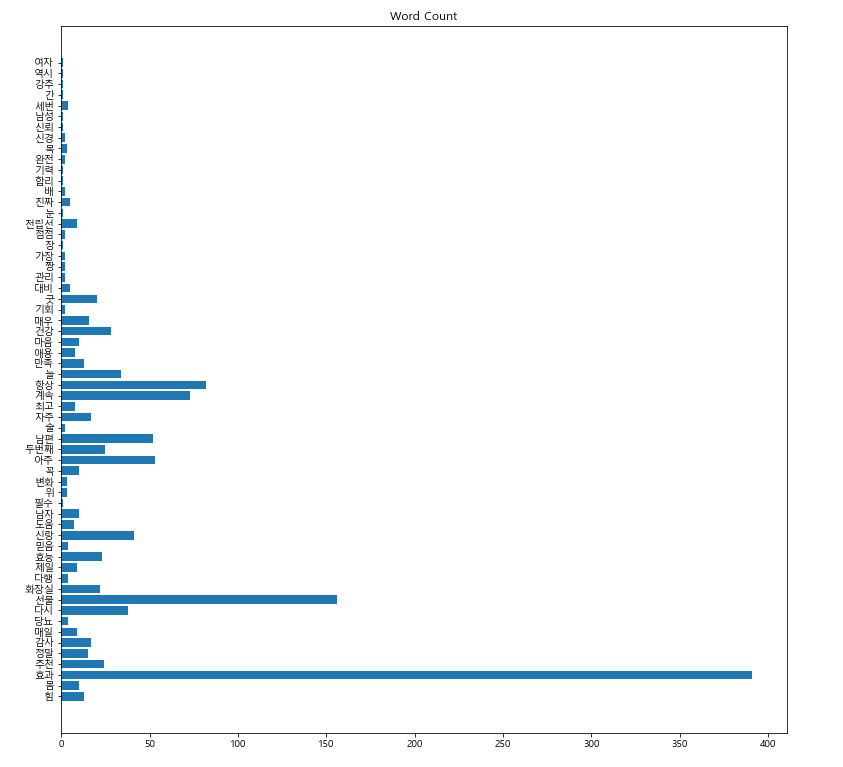 Word Count
여자
역시
강주
간
세번
남성
신뢰
신경
목
완전
기력
합리
배
진짜
눈
전립선
점점
장
가장
짱
관리
대비
굿
기회
매우
건강
마음
애용
만족
늘
항상
계속
최고
자주
술
남편
두번째
아주
꼭
변화
위
필수
남자
도움
신랑
믿음
효능
제일
다행
화장실
선물
다시
당뇨
매일
감사
정말
추천
효과
몸
힘
0 50 100 150 200 250 300 350 400